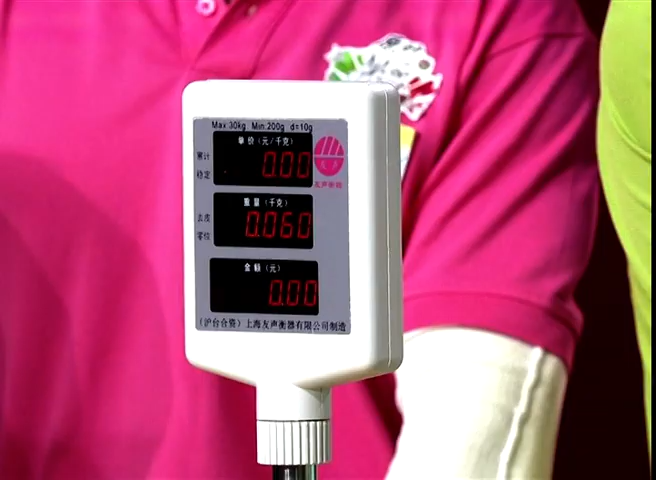 Max:30kg Min:200g d=10g
单价（元/千克）
累计
0.00
稳定
友声衡器
重量（千克）
去皮
0.060
零位
金额（元）
0.00
（沪台合资）上海友声衡器有限公司制造